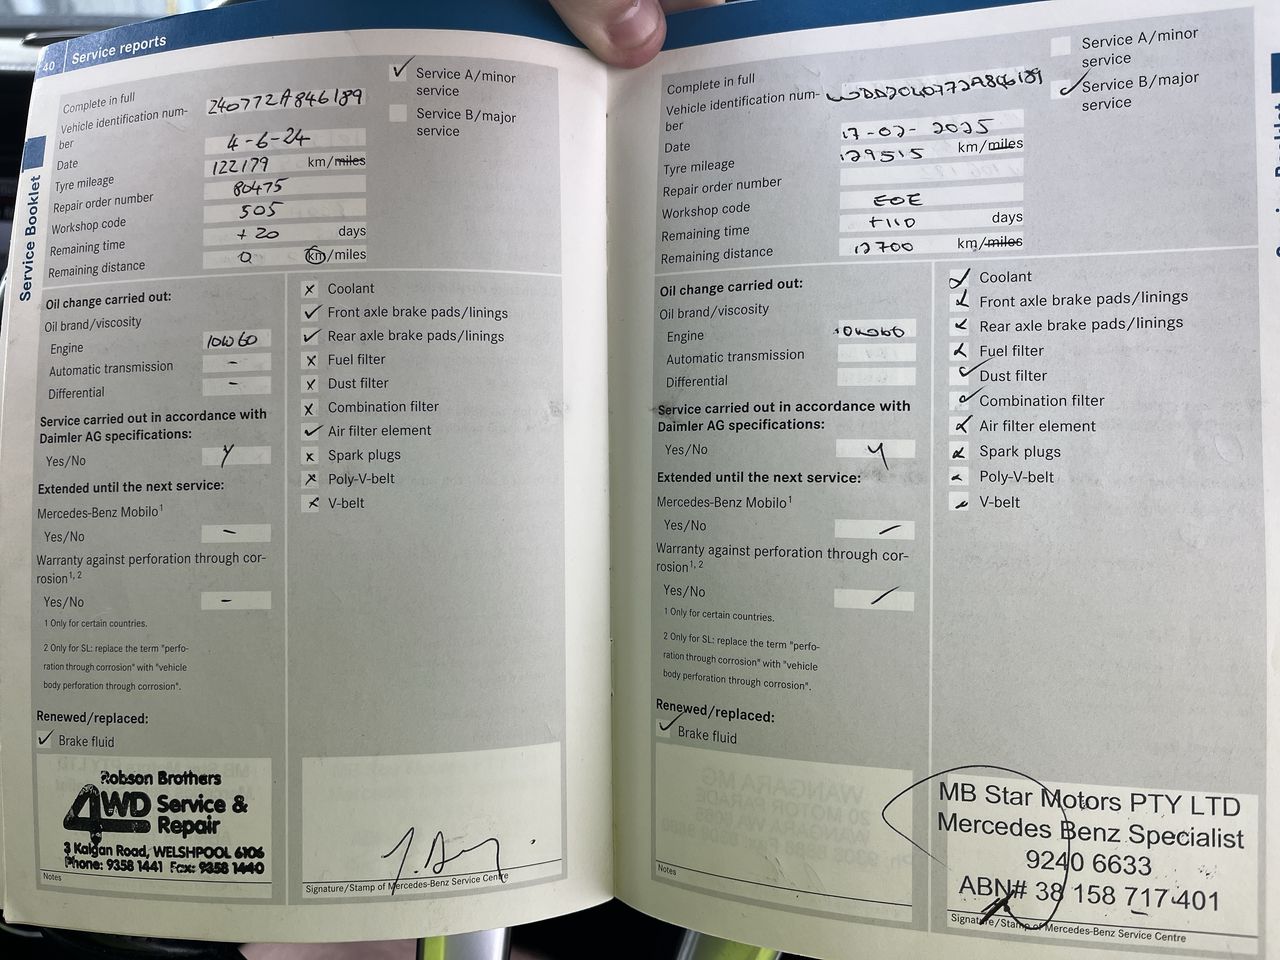 40 Service reports
Service Booklet
Complete in full
Vehicle identification num-
ber
Date
Tyre mileage
Repair order number
Workshop code
Remaining time
Remaining distance
240772A846189
4-6-24
122179 km/miles
80475
505
+20 days
0 km/miles
✓ Service A/minor
service
Service B/major
service
Oil change carried out:
Oil brand/viscosity
Engine 10W60
Automatic transmission -
Differential -
Service carried out in accordance with
Daimler AG specifications:
Yes/No Y
Extended until the next service:
Mercedes-Benz Mobilo1
Yes/No -
Warranty against perforation through cor-
rosion1, 2
Yes/No -
1 Only for certain countries.
2 Only for SL: replace the term "perfo-
ration through corrosion" with "vehicle
body perforation through corrosion".
Renewed/replaced:
✓ Brake fluid
x Coolant
✓ Front axle brake pads/linings
✓ Rear axle brake pads/linings
x Fuel filter
x Dust filter
x Combination filter
✓ Air filter element
x Spark plugs
x Poly-V-belt
x V-belt
Robson Brothers
4WD Service &
Repair
3 Kalgan Road, WELSHPOOL 6106
Phone: 9358 1441 Fax: 9358 1440
Notes
Signature/Stamp of Mercedes-Benz Service Centre
Complete in full
Vehicle identification num-
ber
Date
Tyre mileage
Repair order number
Workshop code
Remaining time
Remaining distance
17-02-2025
129515 km/miles
EOE
+110 days
12700 km/miles
Service A/minor
service
✓ Service B/major
service
Oil change carried out:
Oil brand/viscosity
Engine 10W60
Automatic transmission
Differential
Service carried out in accordance with
Daimler AG specifications:
Yes/No Y
Extended until the next service:
Mercedes-Benz Mobilo1
Yes/No /
Warranty against perforation through cor-
rosion1, 2
Yes/No /
1 Only for certain countries.
2 Only for SL: replace the term "perfo-
ration through corrosion" with "vehicle
body perforation through corrosion".
Renewed/replaced:
✓ Brake fluid
✓ Coolant
✓ Front axle brake pads/linings
✓ Rear axle brake pads/linings
✓ Fuel filter
✓ Dust filter
✓ Combination filter
✓ Air filter element
✓ Spark plugs
✓ Poly-V-belt
✓ V-belt
Notes
MB Star Motors PTY LTD
Mercedes Benz Specialist
9240 6633
ABN# 38 158 717 401
Signature/Stamp of Mercedes-Benz Service Centre